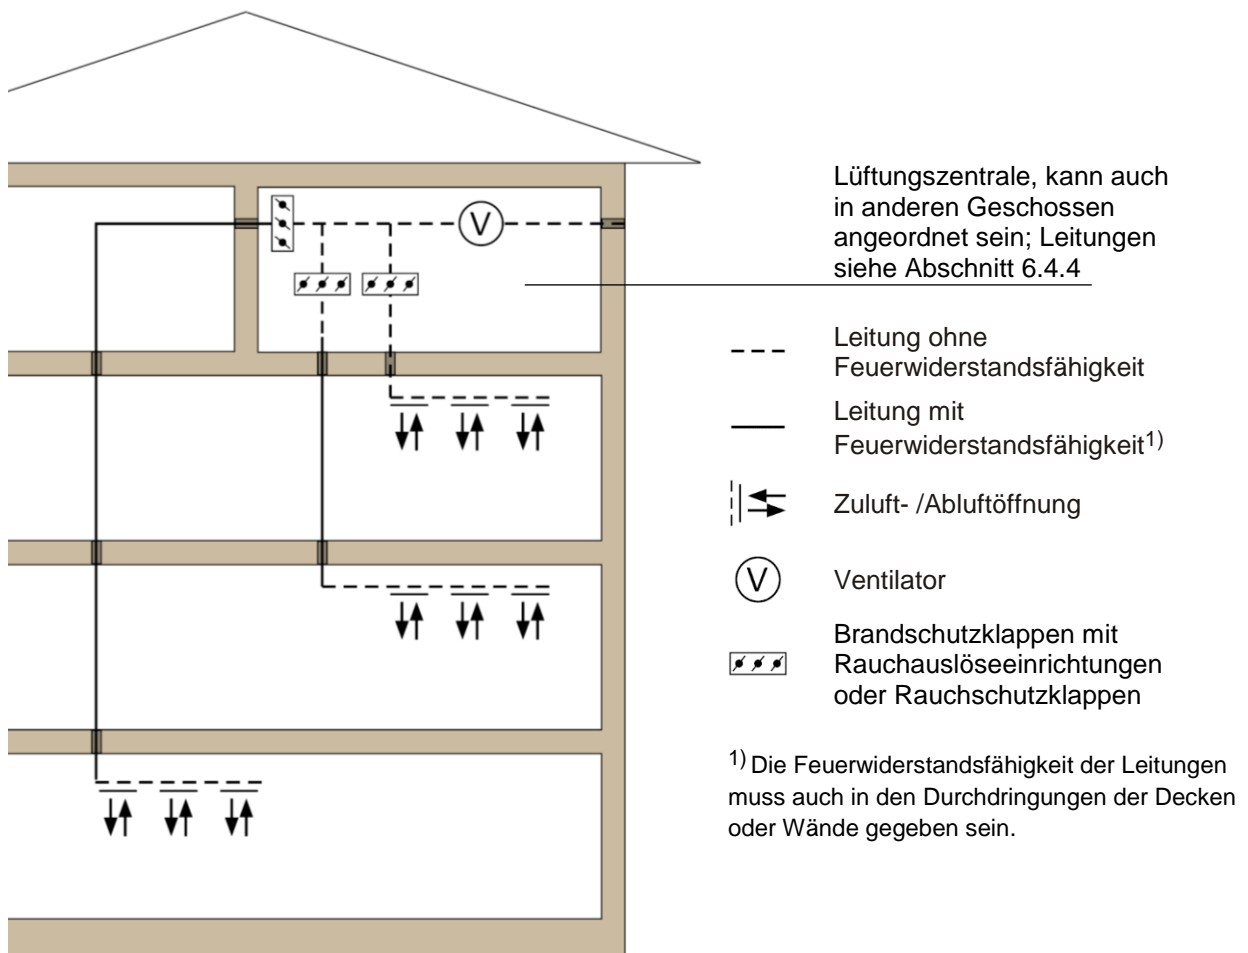 Lüftungszentrale, kann auch
in anderen Geschossen
angeordnet sein; Leitungen
siehe Abschnitt 6.4.4
V
Leitung ohne
Feuerwiderstandsfähigkeit
Leitung mit
Feuerwiderstandsfähigkeit1)
Zuluft- /Abluftöffnung
V
Ventilator
Brandschutzklappen mit
Rauchauslöseeinrichtungen
oder Rauchschutzklappen
1) Die Feuerwiderstandsfähigkeit der Leitungen
muss auch in den Durchdringungen der Decken
oder Wände gegeben sein.